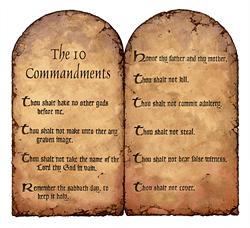 The 10
Commandments
Thou shalt have no other gods
before me.
Thou shalt not make unto thee any
graven image.
Thou shalt not take the name of the
Lord thy God in vain.
Remember the sabbath day, to
keep it holy.
Honor thy father and thy mother.
Thou shalt not kill.
Thou shalt not commit adultery.
Thou shalt not steal.
Thou shalt not bear false witness.
Thou shalt not covet.